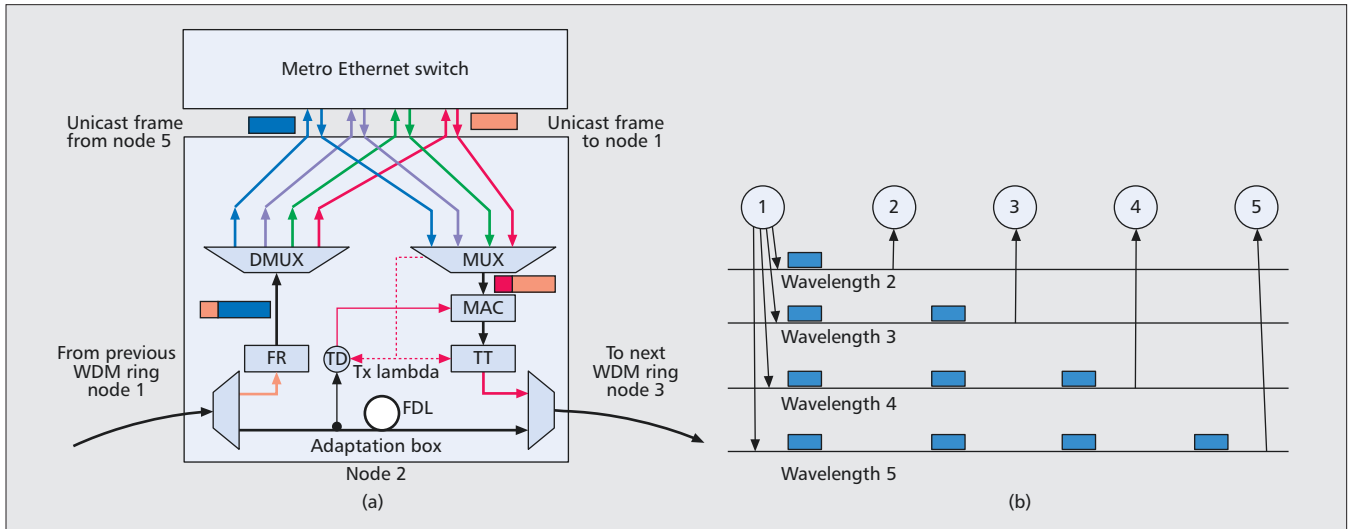 Metro Ethernet switch
Unicast frame
from node 5
Unicast frame
to node 1
DMUX
MUX
MAC
FR
TD
TT
Tx lambda
From previous
WDM ring
node 1
To next
WDM ring
node 3
FDL
Adaptation box
Node 2
(a)
1
2
3
4
5
Wavelength 2
Wavelength 3
Wavelength 4
Wavelength 5
(b)